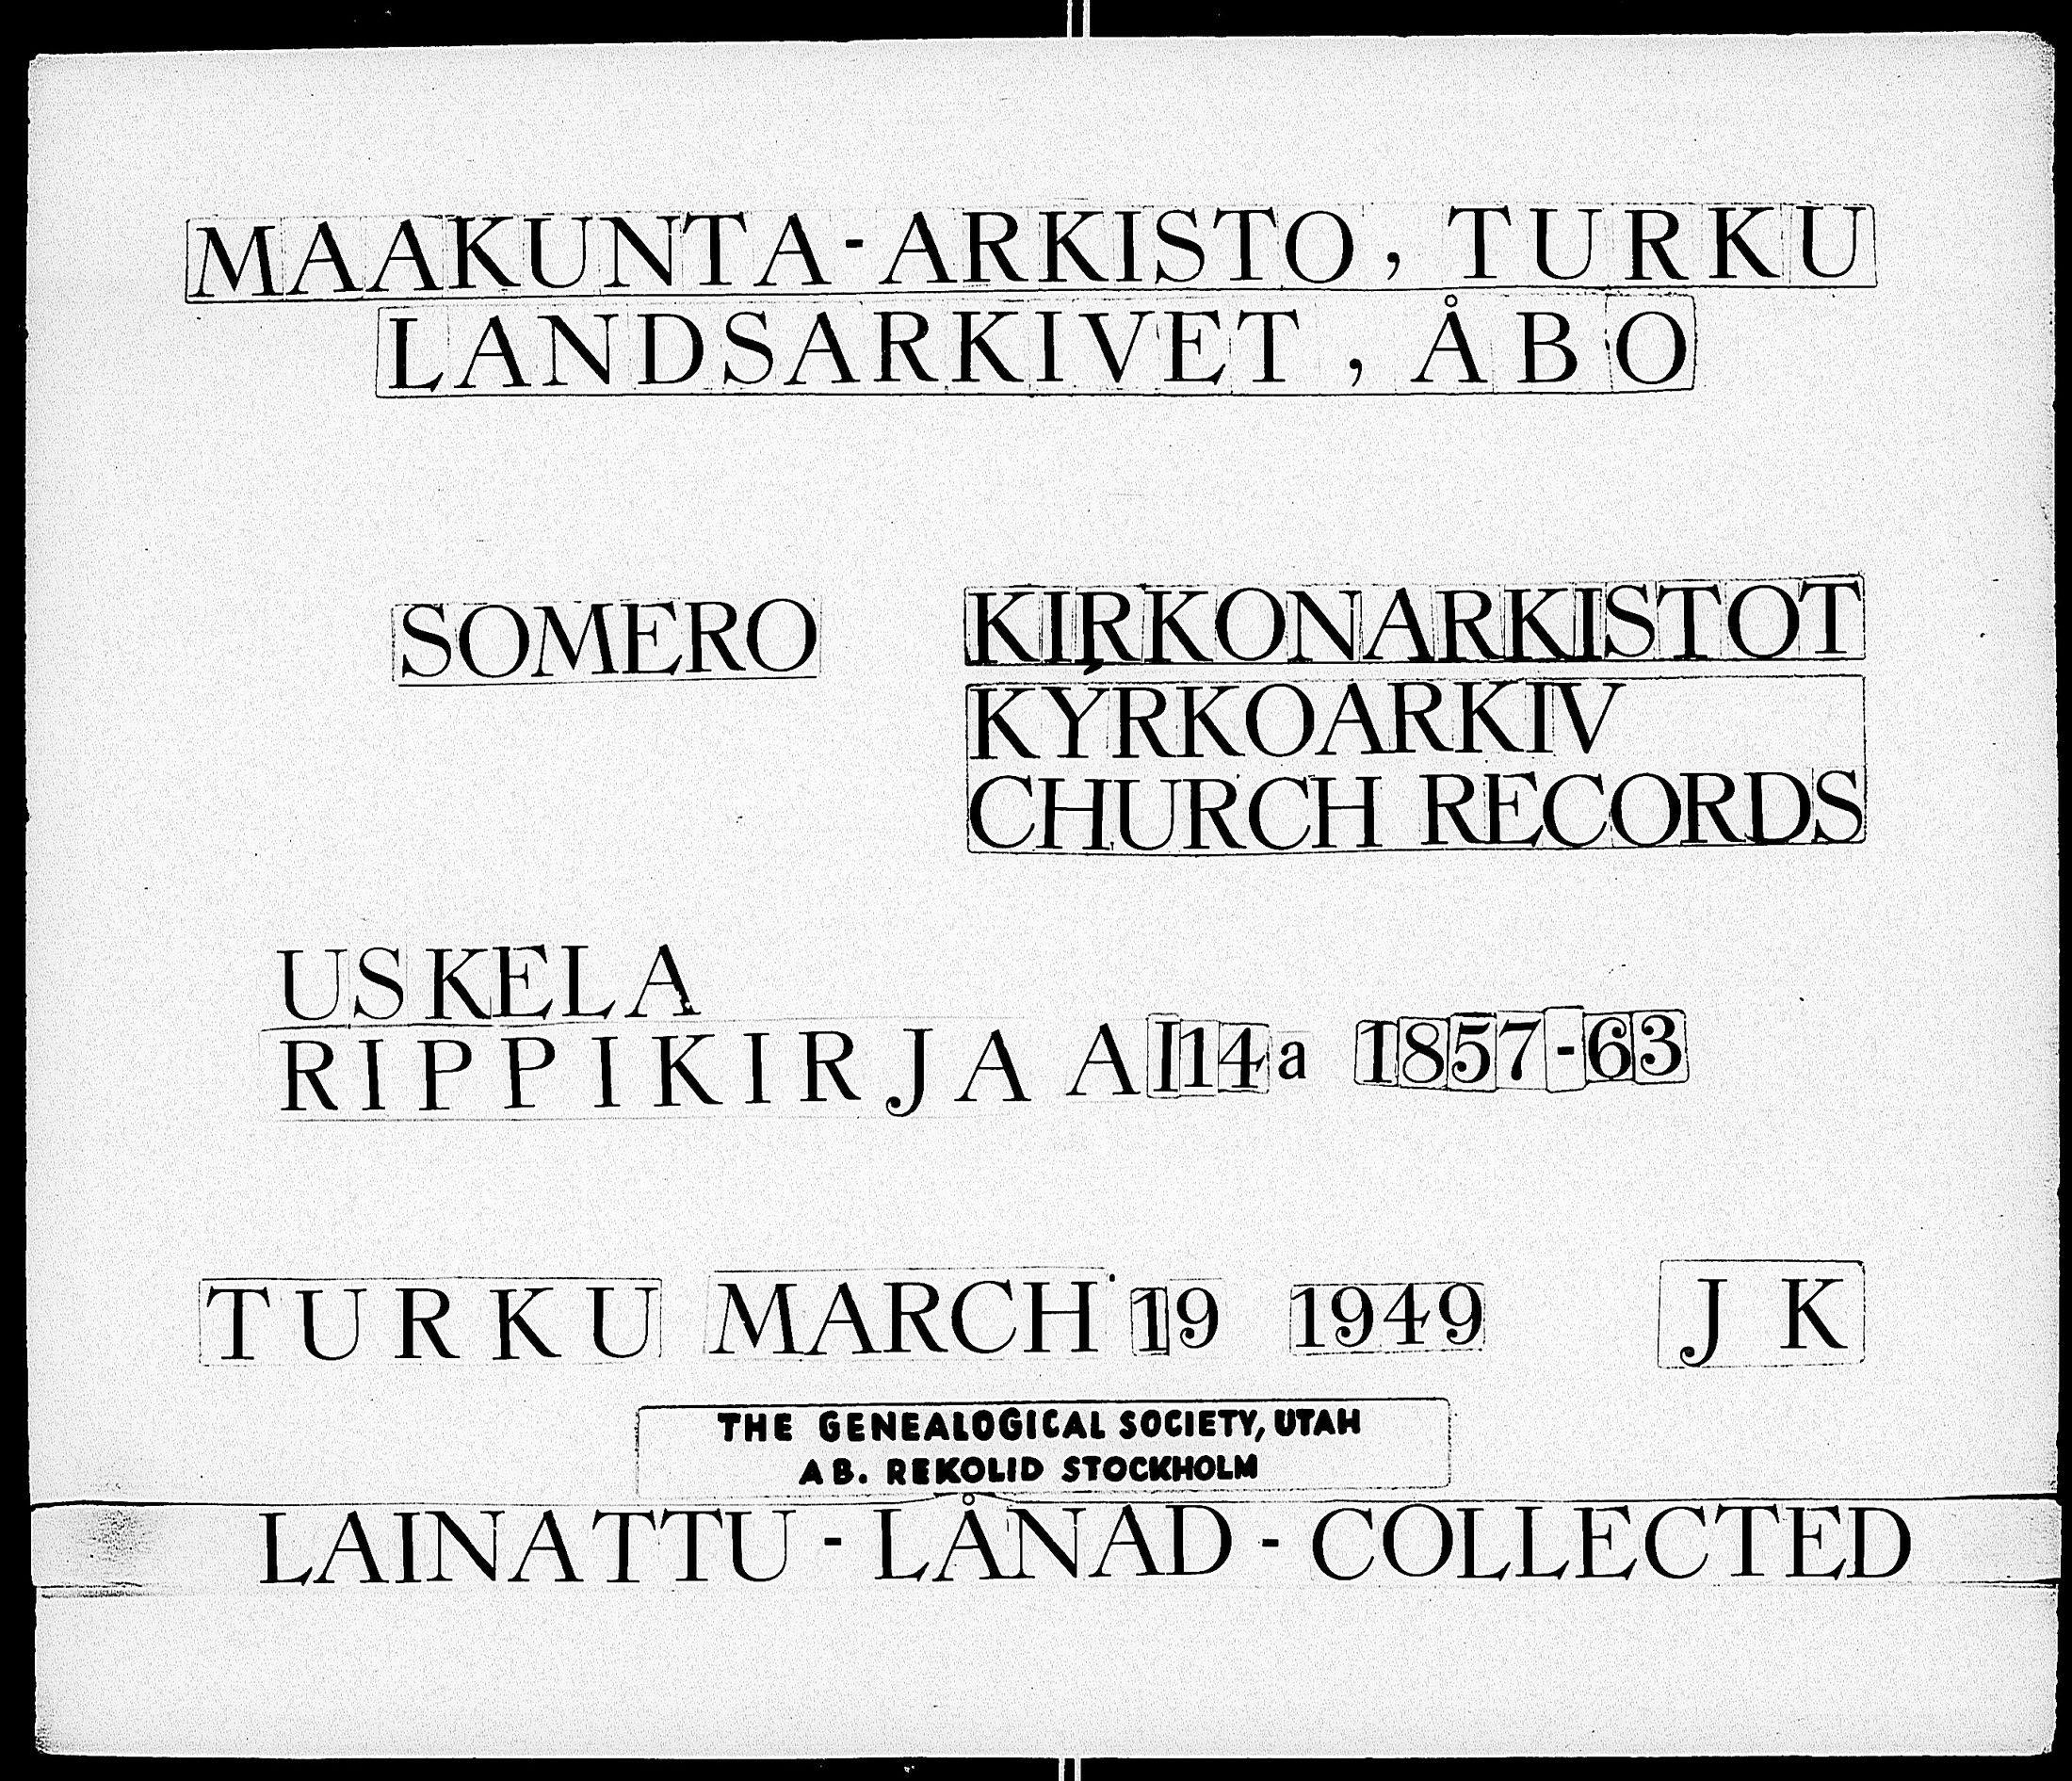 MAAKUNTA-ARKISTO, TURKU
LANDSARKIVET, ÅBO
SOMERO
KIRKONARKISTOT
KYRKOARKIV
CHURCH RECORDS
USKELA
RIPPIKIRJA A I 14 a 1857-63
TURKU MARCH 19 1949 J K
THE GENEALOGICAL SOCIETY, UTAH
AB. REKOLID STOCKHOLM
LAINATTU - LÅNAD - COLLECTED